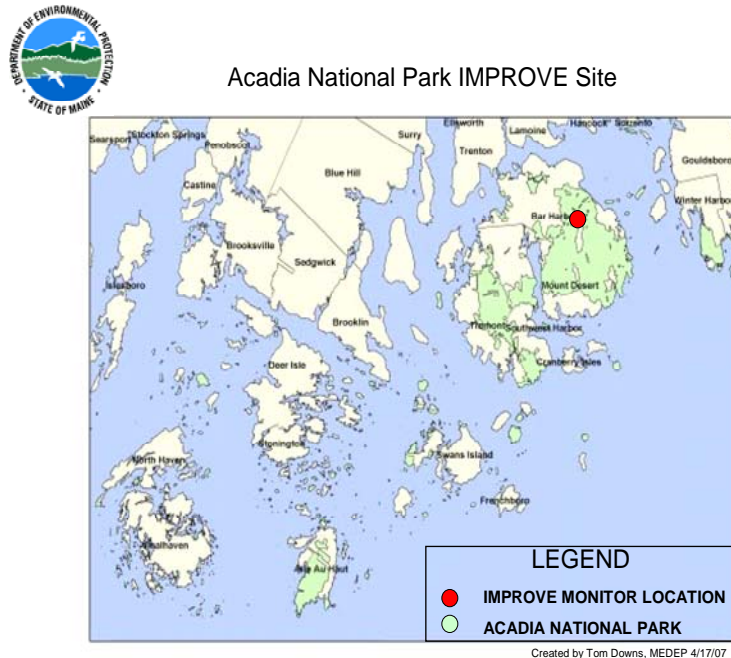 DEPARTMENT OF ENVIRONMENTAL PROTECTION
STATE OF MAINE
Acadia National Park IMPROVE Site
Ellsworth
Hancock
Sorrento
Searsport
Stockton Springs
Surry
Lamoine
Penobscot
Trenton
Gouldsboro
Blue Hill
Castine
Winter Harbor
Bar Harbor
Brooksville
Sedgwick
Islesboro
Mount Desert
Brooklin
Tremont
Southwest Harbor
Cranberry Isles
Deer Isle
Stonington
North Haven
Swans Island
Frenchboro
Vinalhaven
Isle Au Haut
LEGEND
IMPROVE MONITOR LOCATION
ACADIA NATIONAL PARK
Created by Tom Downs, MEDEP 4/17/07